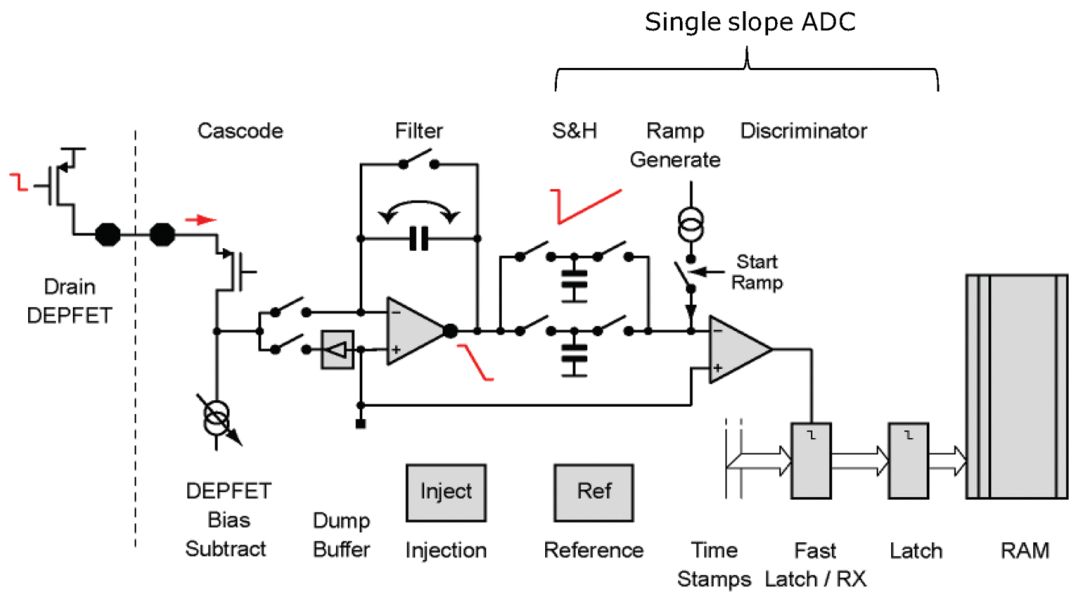 Single slope ADC
Cascode
Filter
S&H
Ramp
Generate
Discriminator
Start
Ramp
Drain
DEPFET
−
+
−
+
DEPFET
Bias
Subtract
Dump
Buffer
Inject
Injection
Ref
Reference
Time
Stamps
Fast
Latch / RX
Latch
RAM